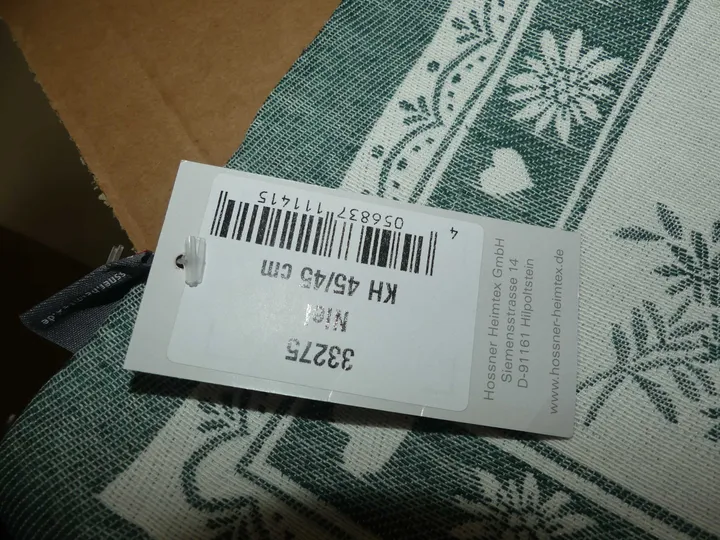 33275
Nie
KH 45/45 cm
4 056837 111415
Hossner Heimtex GmbH
Siemensstrasse 14
D-91161 Hilpoltstein
www.hossner-heimtex.de